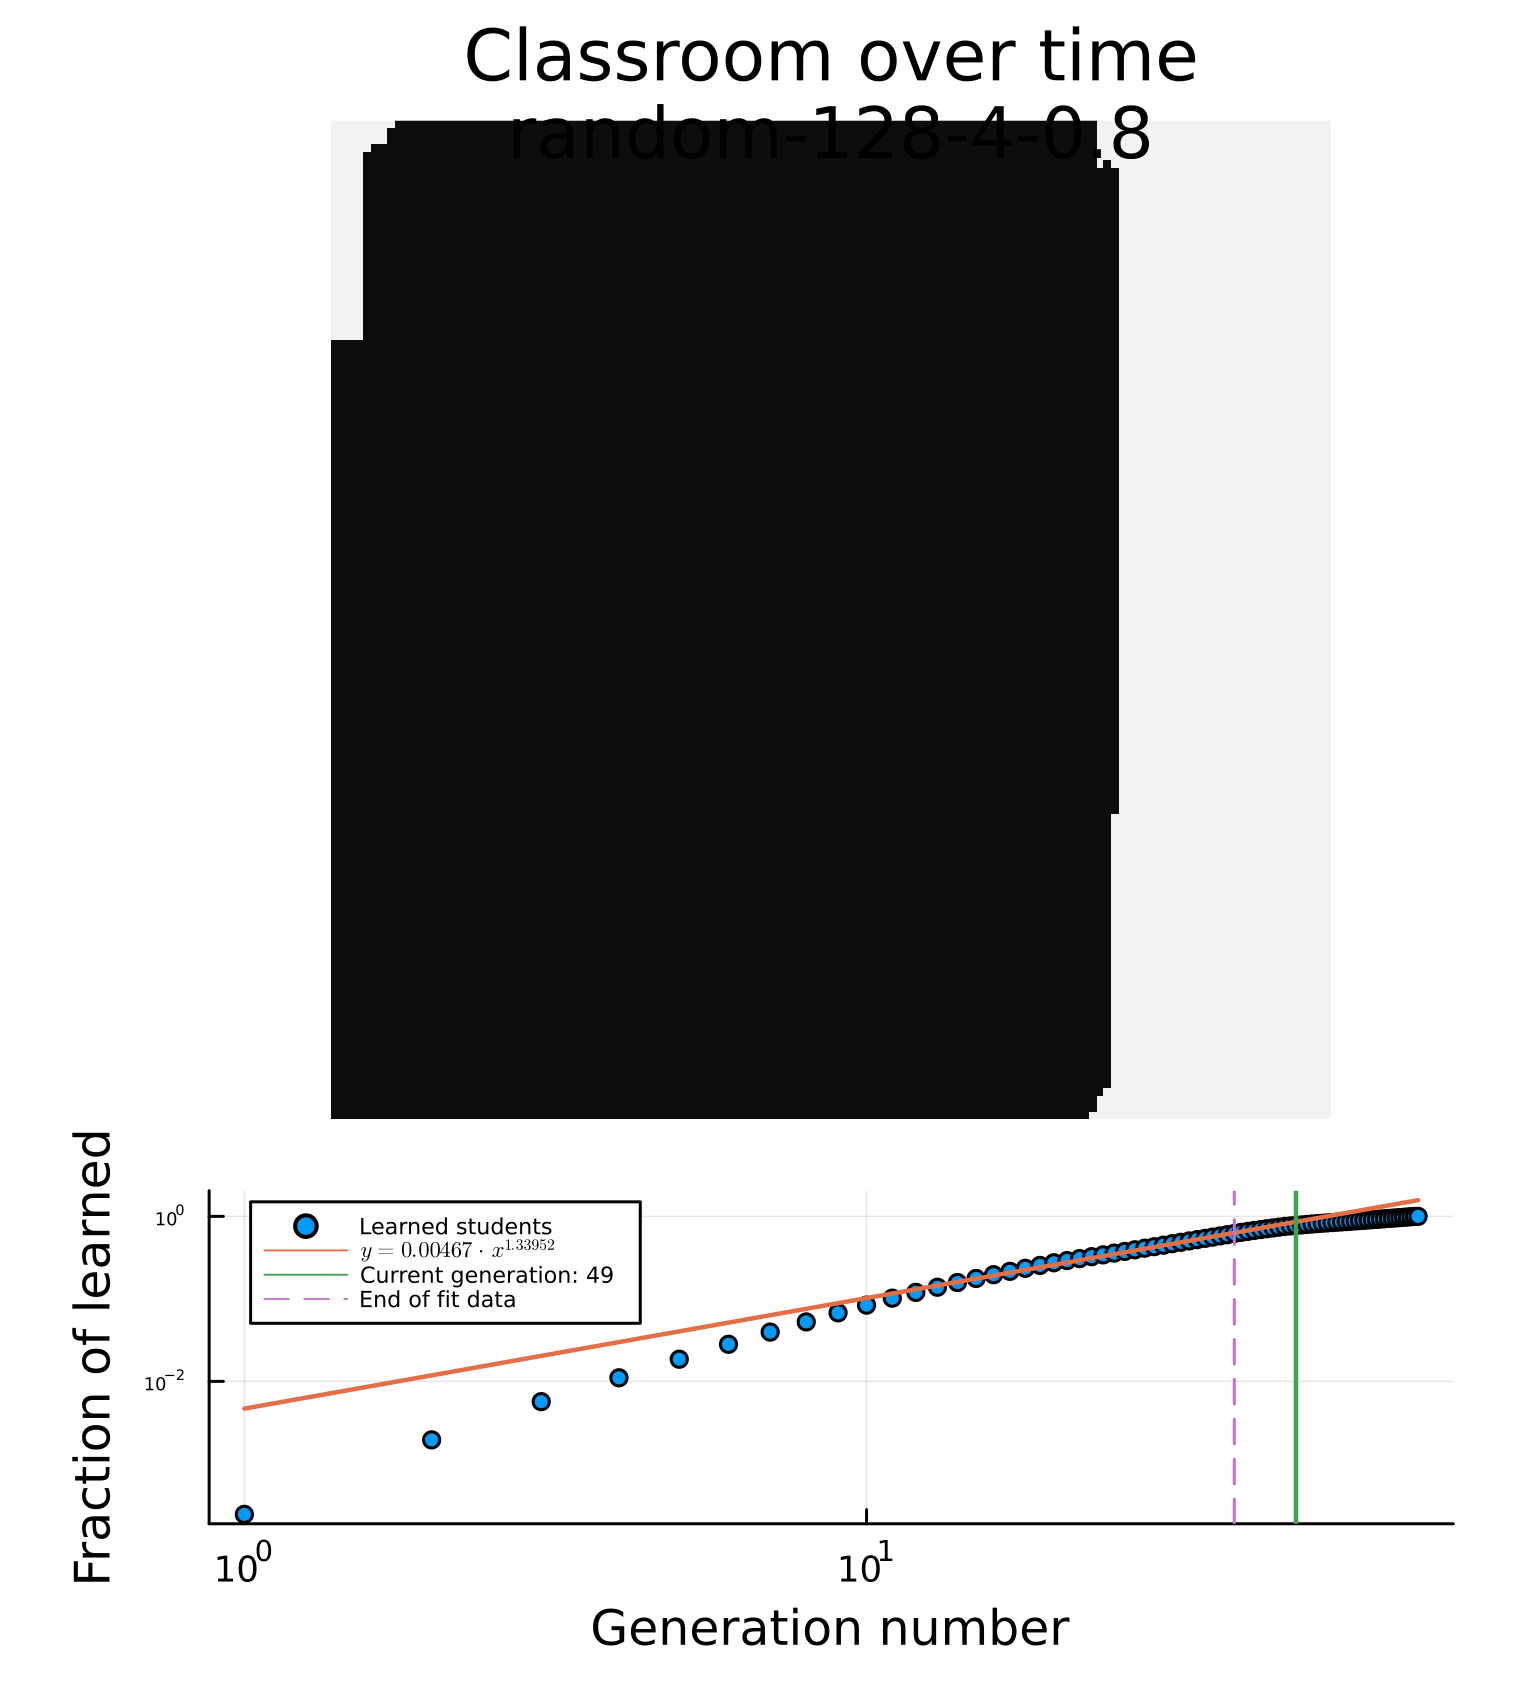 Classroom over time
random-128-4-0.8
Fraction of learned
10^0
10^-2
Learned students
y = 0.00467 · x^1.33952
Current generation: 49
End of fit data
10^0
10^1
Generation number